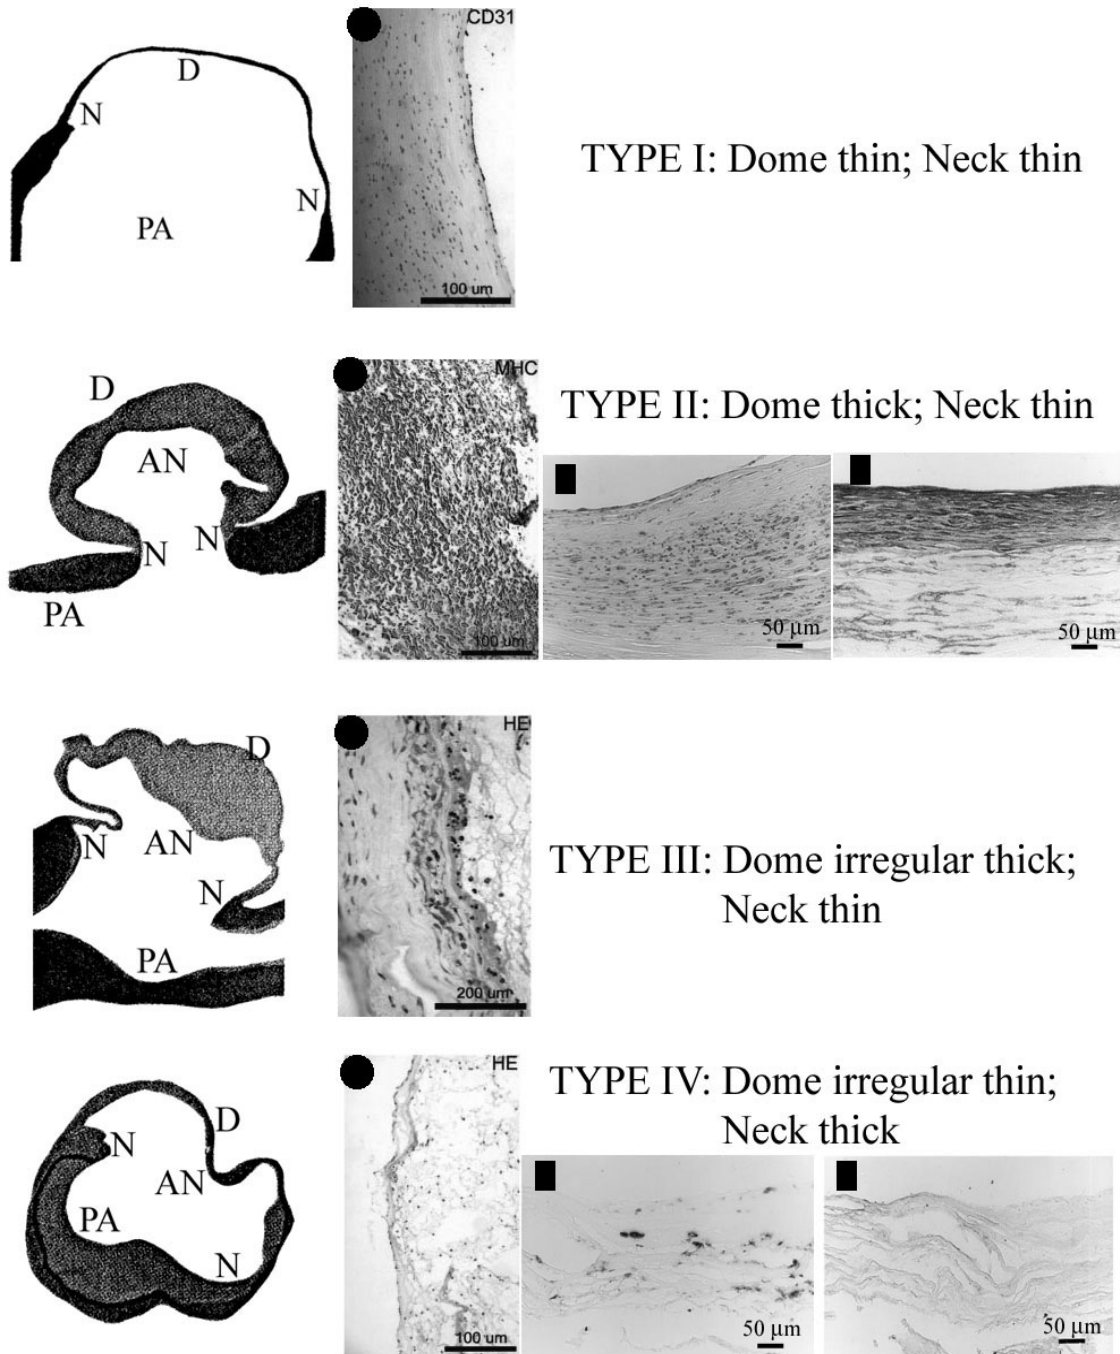 CD31
D
N
N
PA
100 um
TYPE I: Dome thin; Neck thin
MHC
D
AN
N
N
PA
100 um
TYPE II: Dome thick; Neck thin
50 µm
50 µm
HE
D
N
AN
N
PA
200 um
TYPE III: Dome irregular thick;
Neck thin
HE
D
N
AN
PA
N
100 um
TYPE IV: Dome irregular thin;
Neck thick
50 µm
50 µm